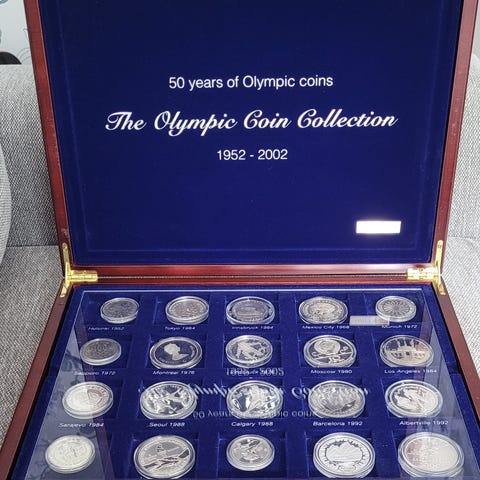 50 years of Olympic coins
The Olympic Coin Collection
1952 - 2002
Helsinki 1952 Tokyo 1964 Innsbruck 1964 Mexico City 1968 Munich 1972
Sapporo 1972 Montreal 1976 Moscow 1980 Los Angeles 1984
Sarajevo 1984 Seoul 1988 Calgary 1988 Barcelona 1992 Albertville 1992